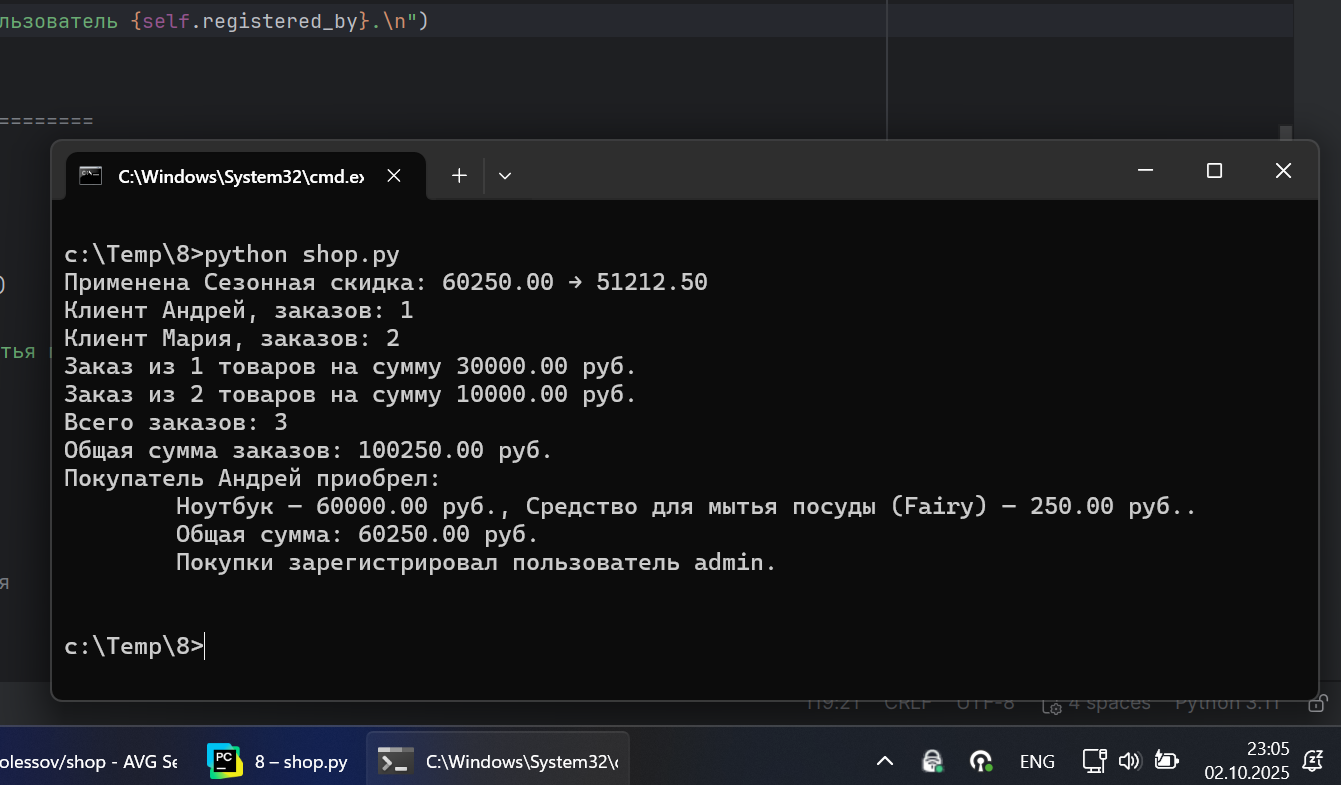 льзователь {self.registered_by}.\n")
========
)
тья
я
C:\Windows\System32\cmd.ex
c:\Temp\8>python shop.py
Применена Сезонная скидка: 60250.00 → 51212.50
Клиент Андрей, заказов: 1
Клиент Мария, заказов: 2
Заказ из 1 товаров на сумму 30000.00 руб.
Заказ из 2 товаров на сумму 10000.00 руб.
Всего заказов: 3
Общая сумма заказов: 100250.00 руб.
Покупатель Андрей приобрел:
Ноутбук — 60000.00 руб., Средство для мытья посуды (Fairy) — 250.00 руб..
Общая сумма: 60250.00 руб.
Покупки зарегистрировал пользователь admin.
c:\Temp\8>
119:21 CRLF UTF-8 4 spaces Python 3.11
olessov/shop - AVG Se
PC
8 – shop.py
C:\Windows\System32\c
ENG
23:05
02.10.2025